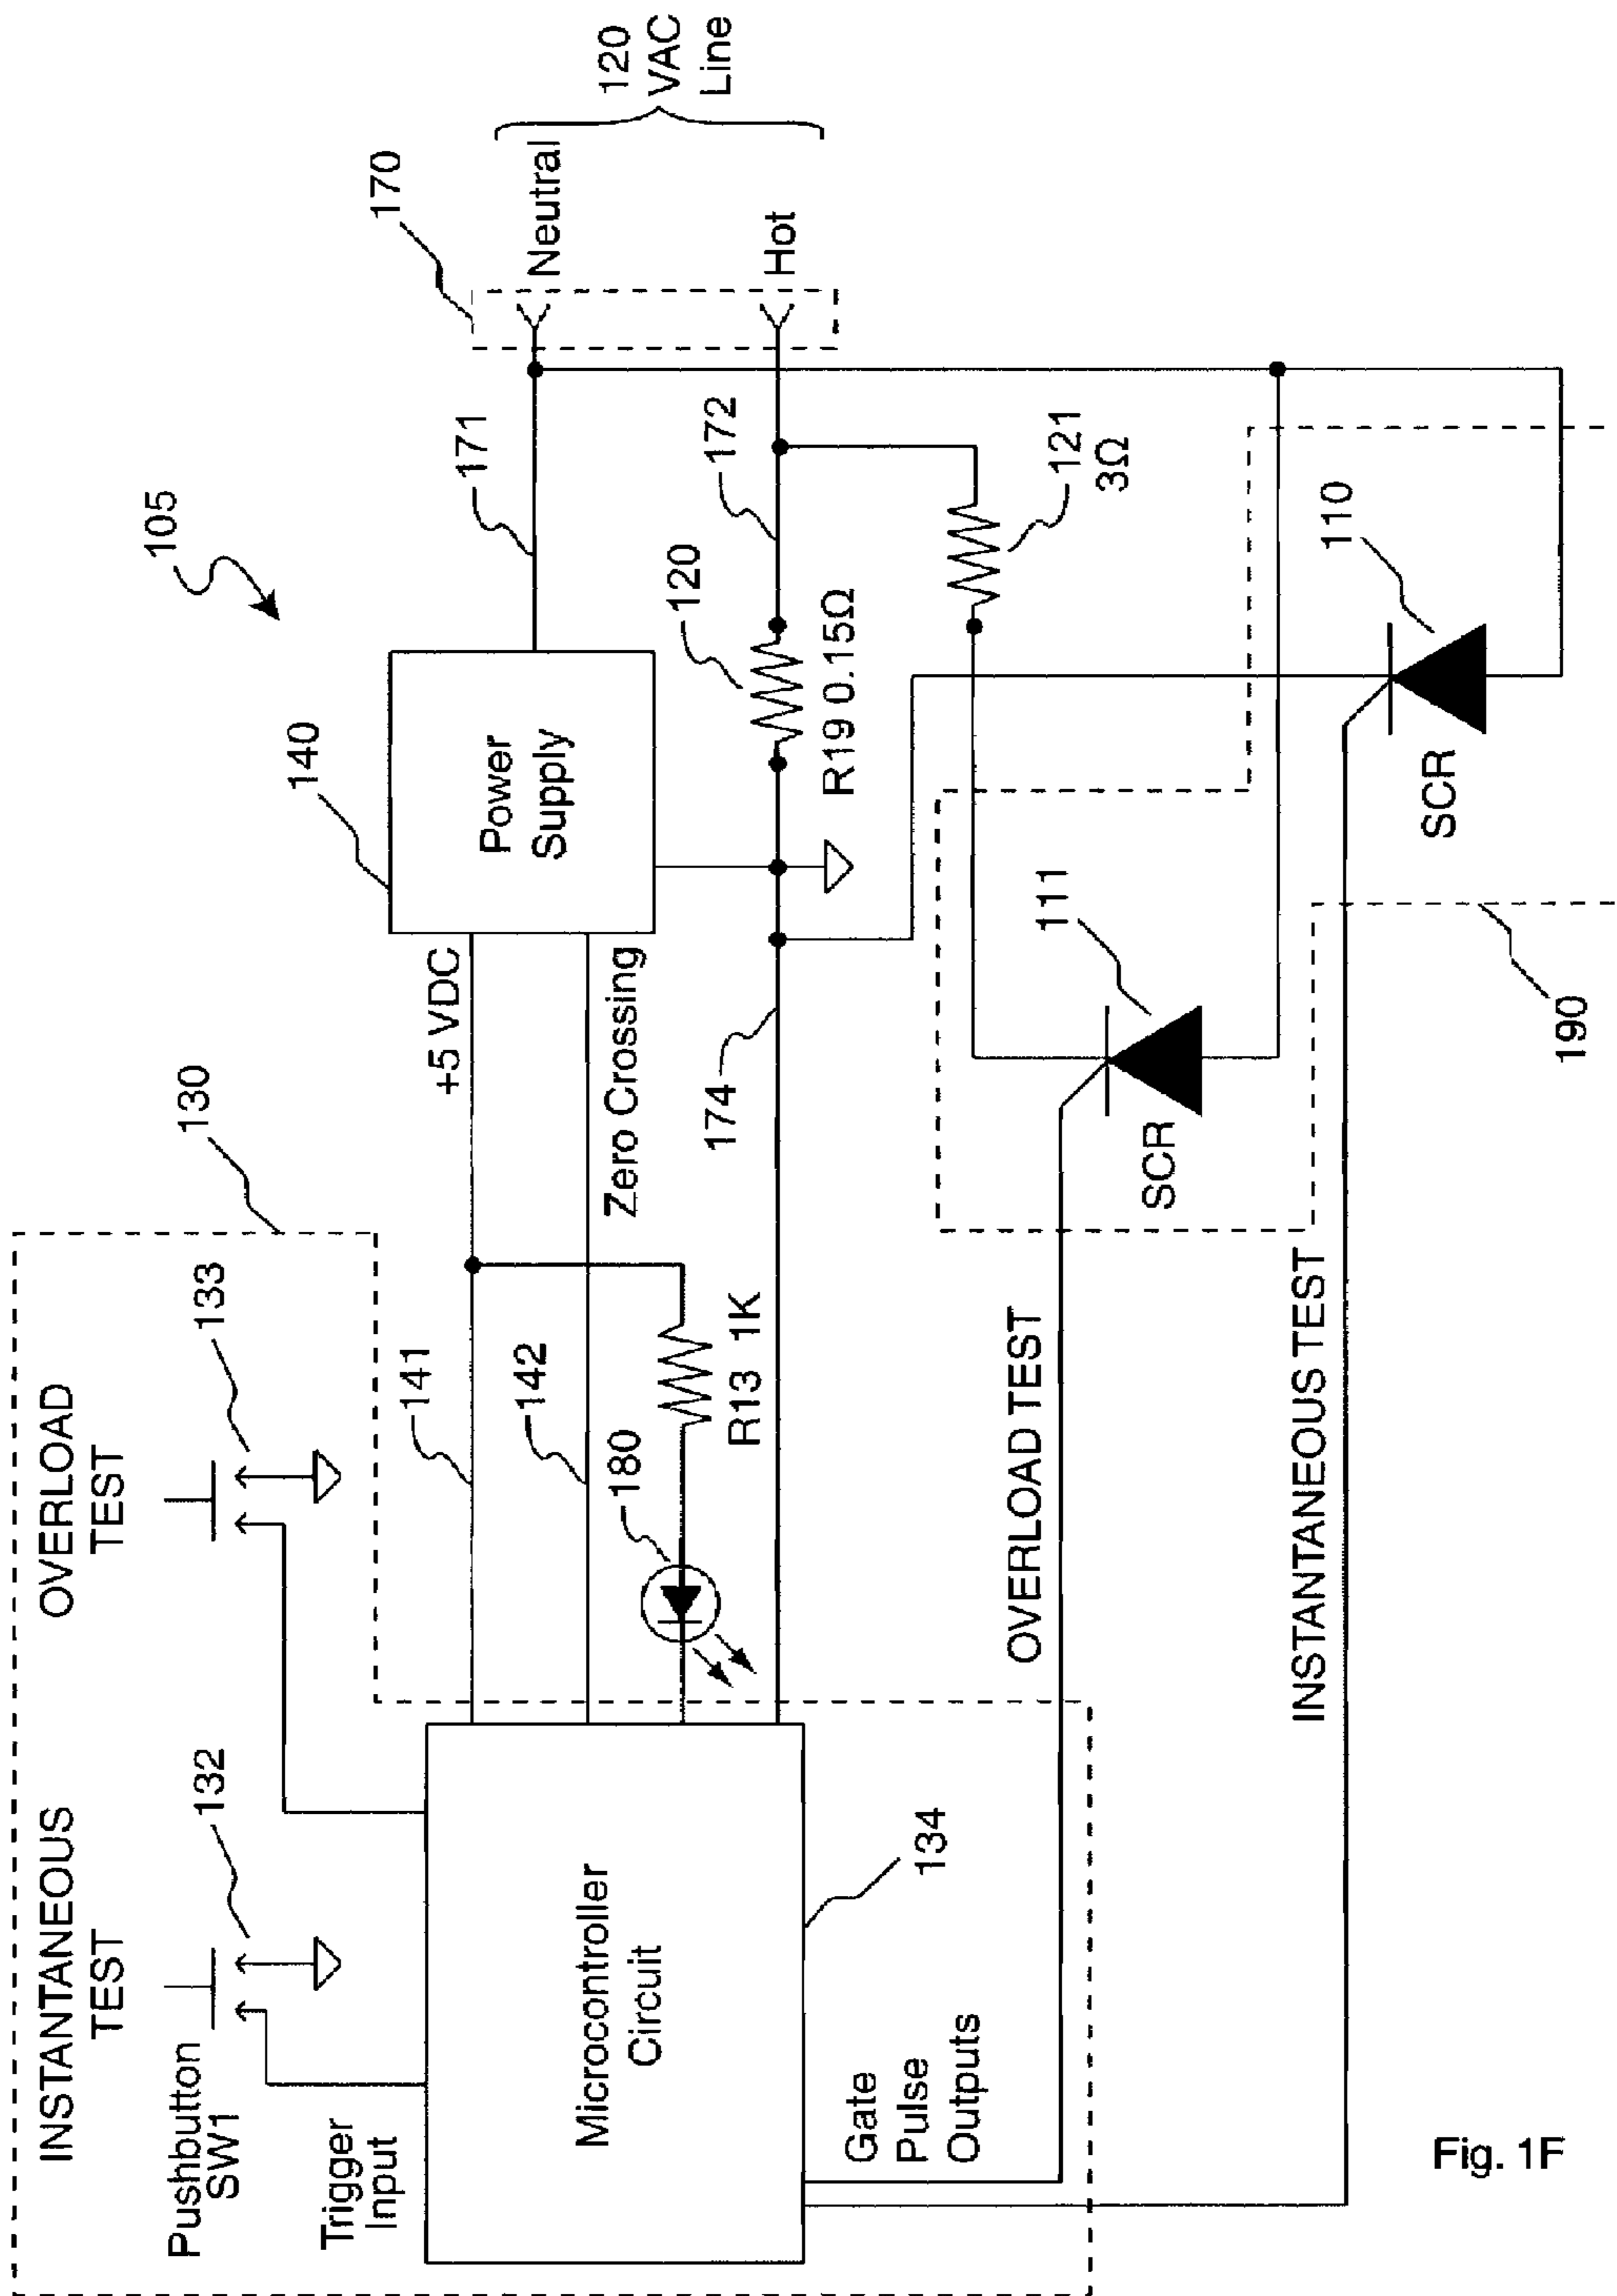 INSTANTANEOUS
TEST
OVERLOAD
TEST
130
Pushbutton
SW1
132
133
Trigger
Input
Microcontroller
Circuit
134
Gate
Pulse
Outputs
141
142
180
R13 1K
+5 VDC
Zero Crossing
174
140
Power
Supply
105
171
120
R19 0.15Ω
172
170
Neutral
Hot
120
VAC
Line
121
3Ω
111
SCR
110
SCR
190
OVERLOAD TEST
INSTANTANEOUS TEST
Fig. 1F